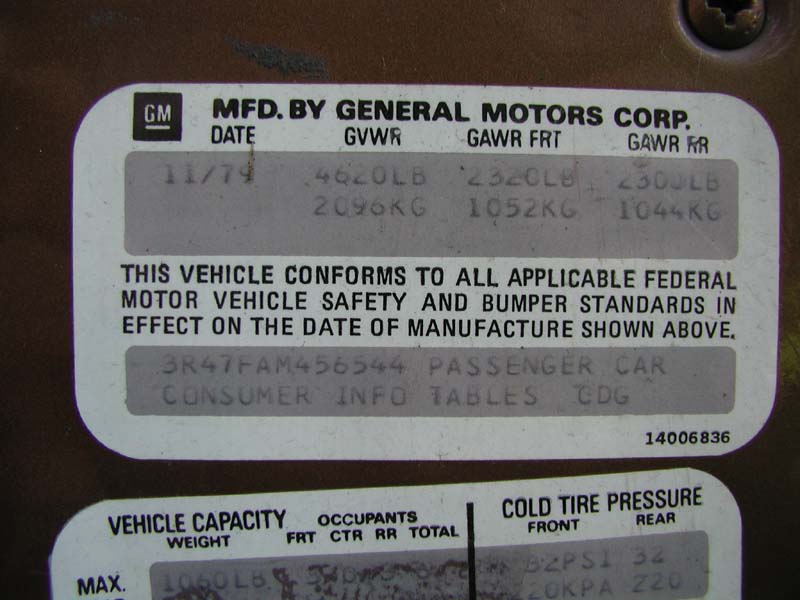 GM MFD. BY GENERAL MOTORS CORP.
DATE GVWR GAWR FRT GAWR RR
11/79 4620LB 2320LB 2300LB
2096KG 1052KG 1044KG
THIS VEHICLE CONFORMS TO ALL APPLICABLE FEDERAL
MOTOR VEHICLE SAFETY AND BUMPER STANDARDS IN
EFFECT ON THE DATE OF MANUFACTURE SHOWN ABOVE.
3R47FAM456544 PASSENGER CAR
CONSUMER INFO TABLES CDG
14006836
VEHICLE CAPACITY OCCUPANTS COLD TIRE PRESSURE
WEIGHT FRT CTR RR TOTAL FRONT REAR
MAX. 1060LB 32PSI 32
220